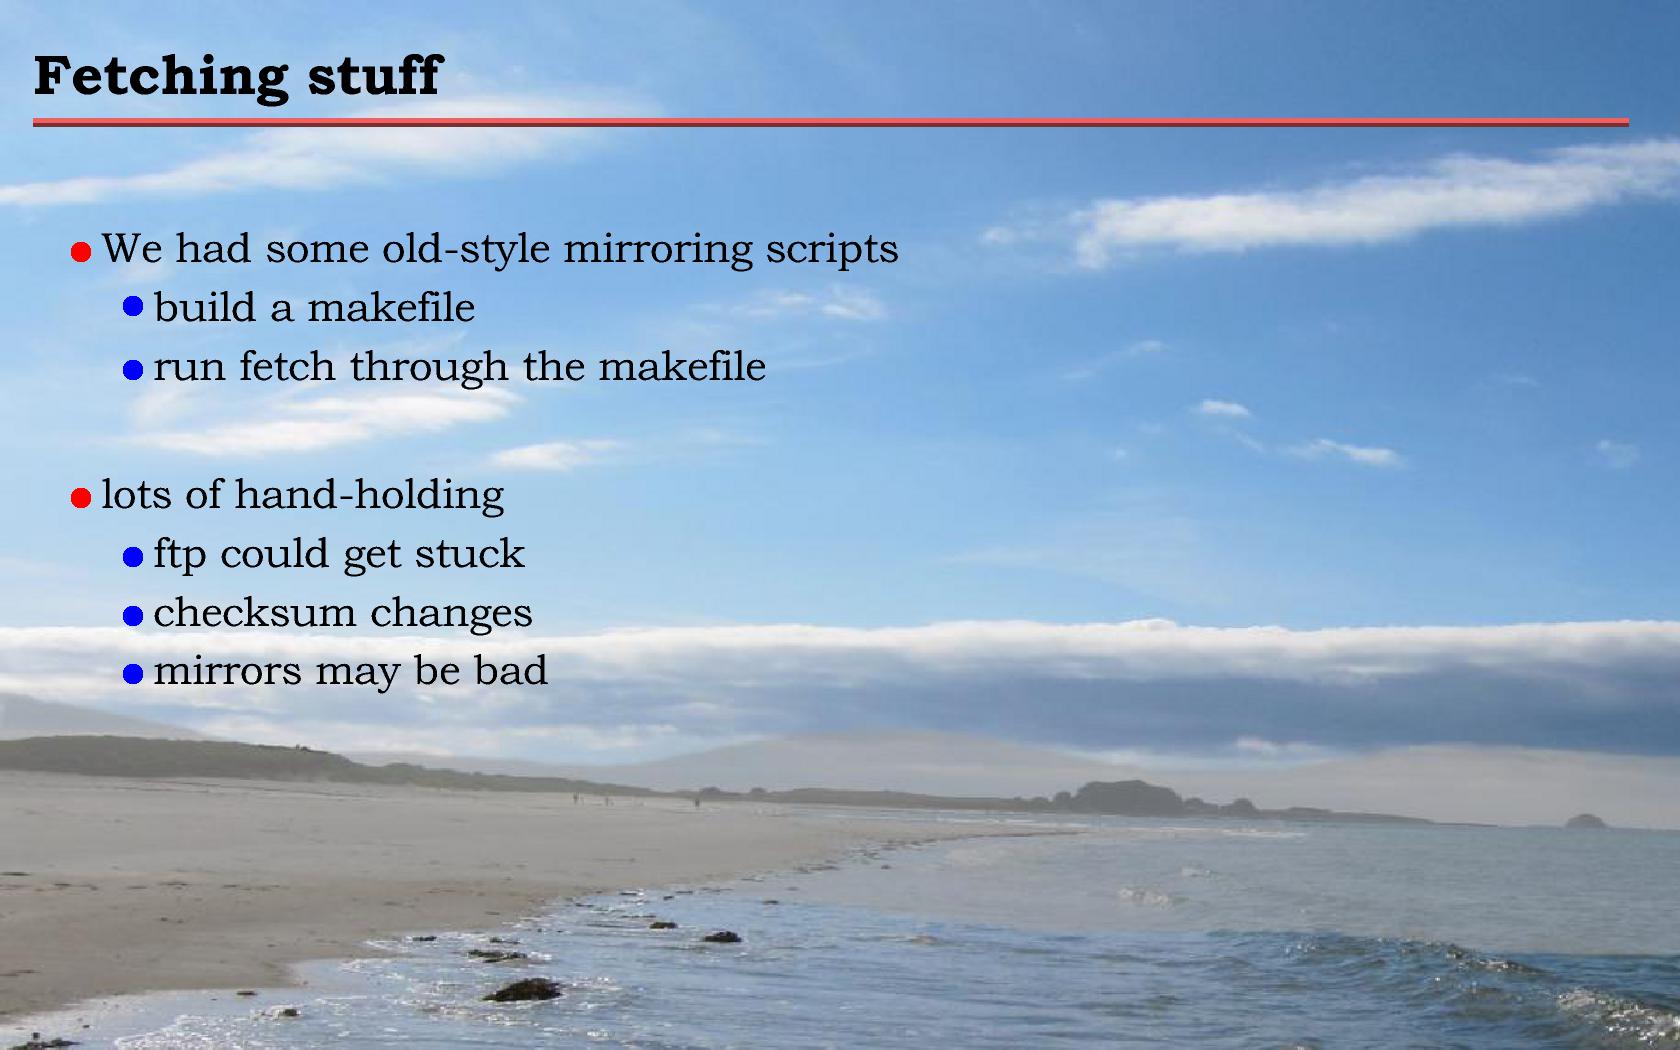 Fetching stuff
We had some old-style mirroring scripts
build a makefile
run fetch through the makefile
lots of hand-holding
ftp could get stuck
checksum changes
mirrors may be bad